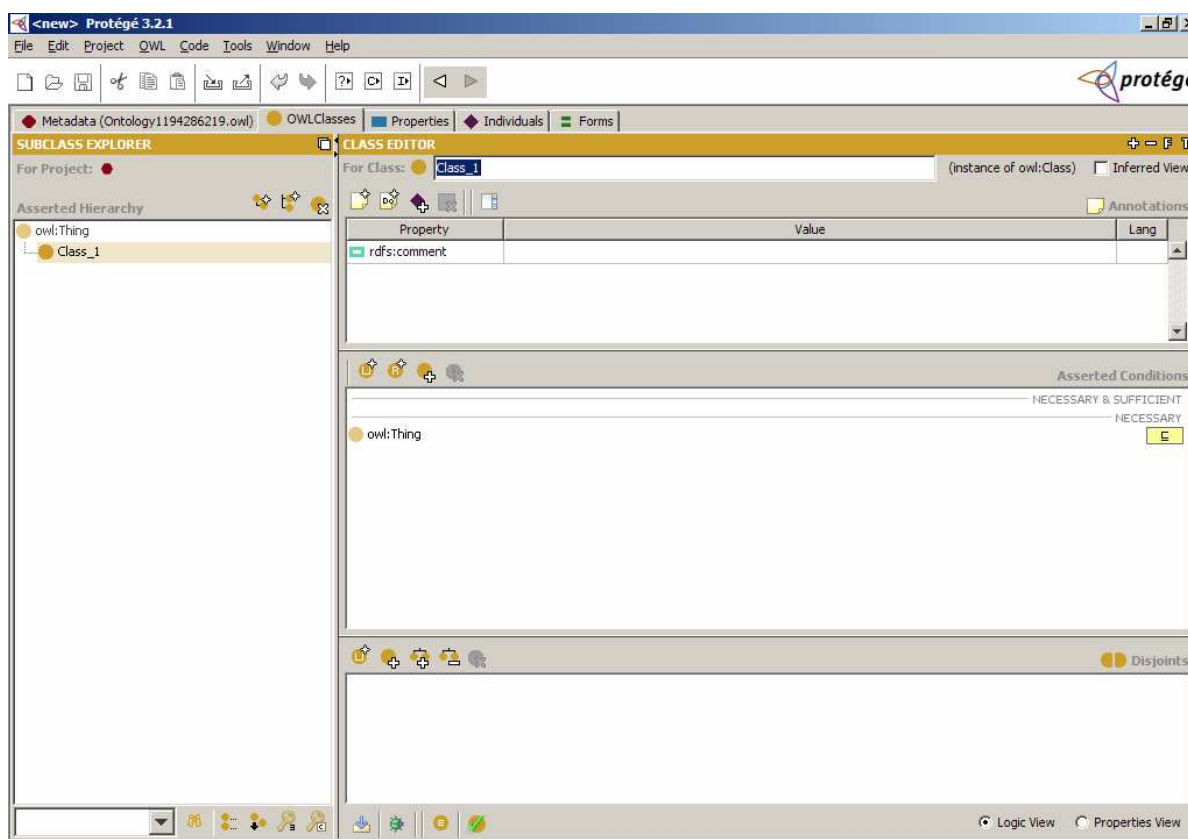 <new> Protégé 3.2.1
File Edit Project OWL Code Tools Window Help
protégé
Metadata (Ontology1194286219.owl) OWLClasses Properties Individuals Forms
SUBCLASS EXPLORER
For Project:
Asserted Hierarchy
owl:Thing
Class_1
CLASS EDITOR
For Class: Class_1 (instance of owl:Class) Inferred View
Annotations
Property Value Lang
rdfs:comment
Asserted Conditions
NECESSARY & SUFFICIENT
NECESSARY
owl:Thing ⊑
Disjoints
Logic View Properties View